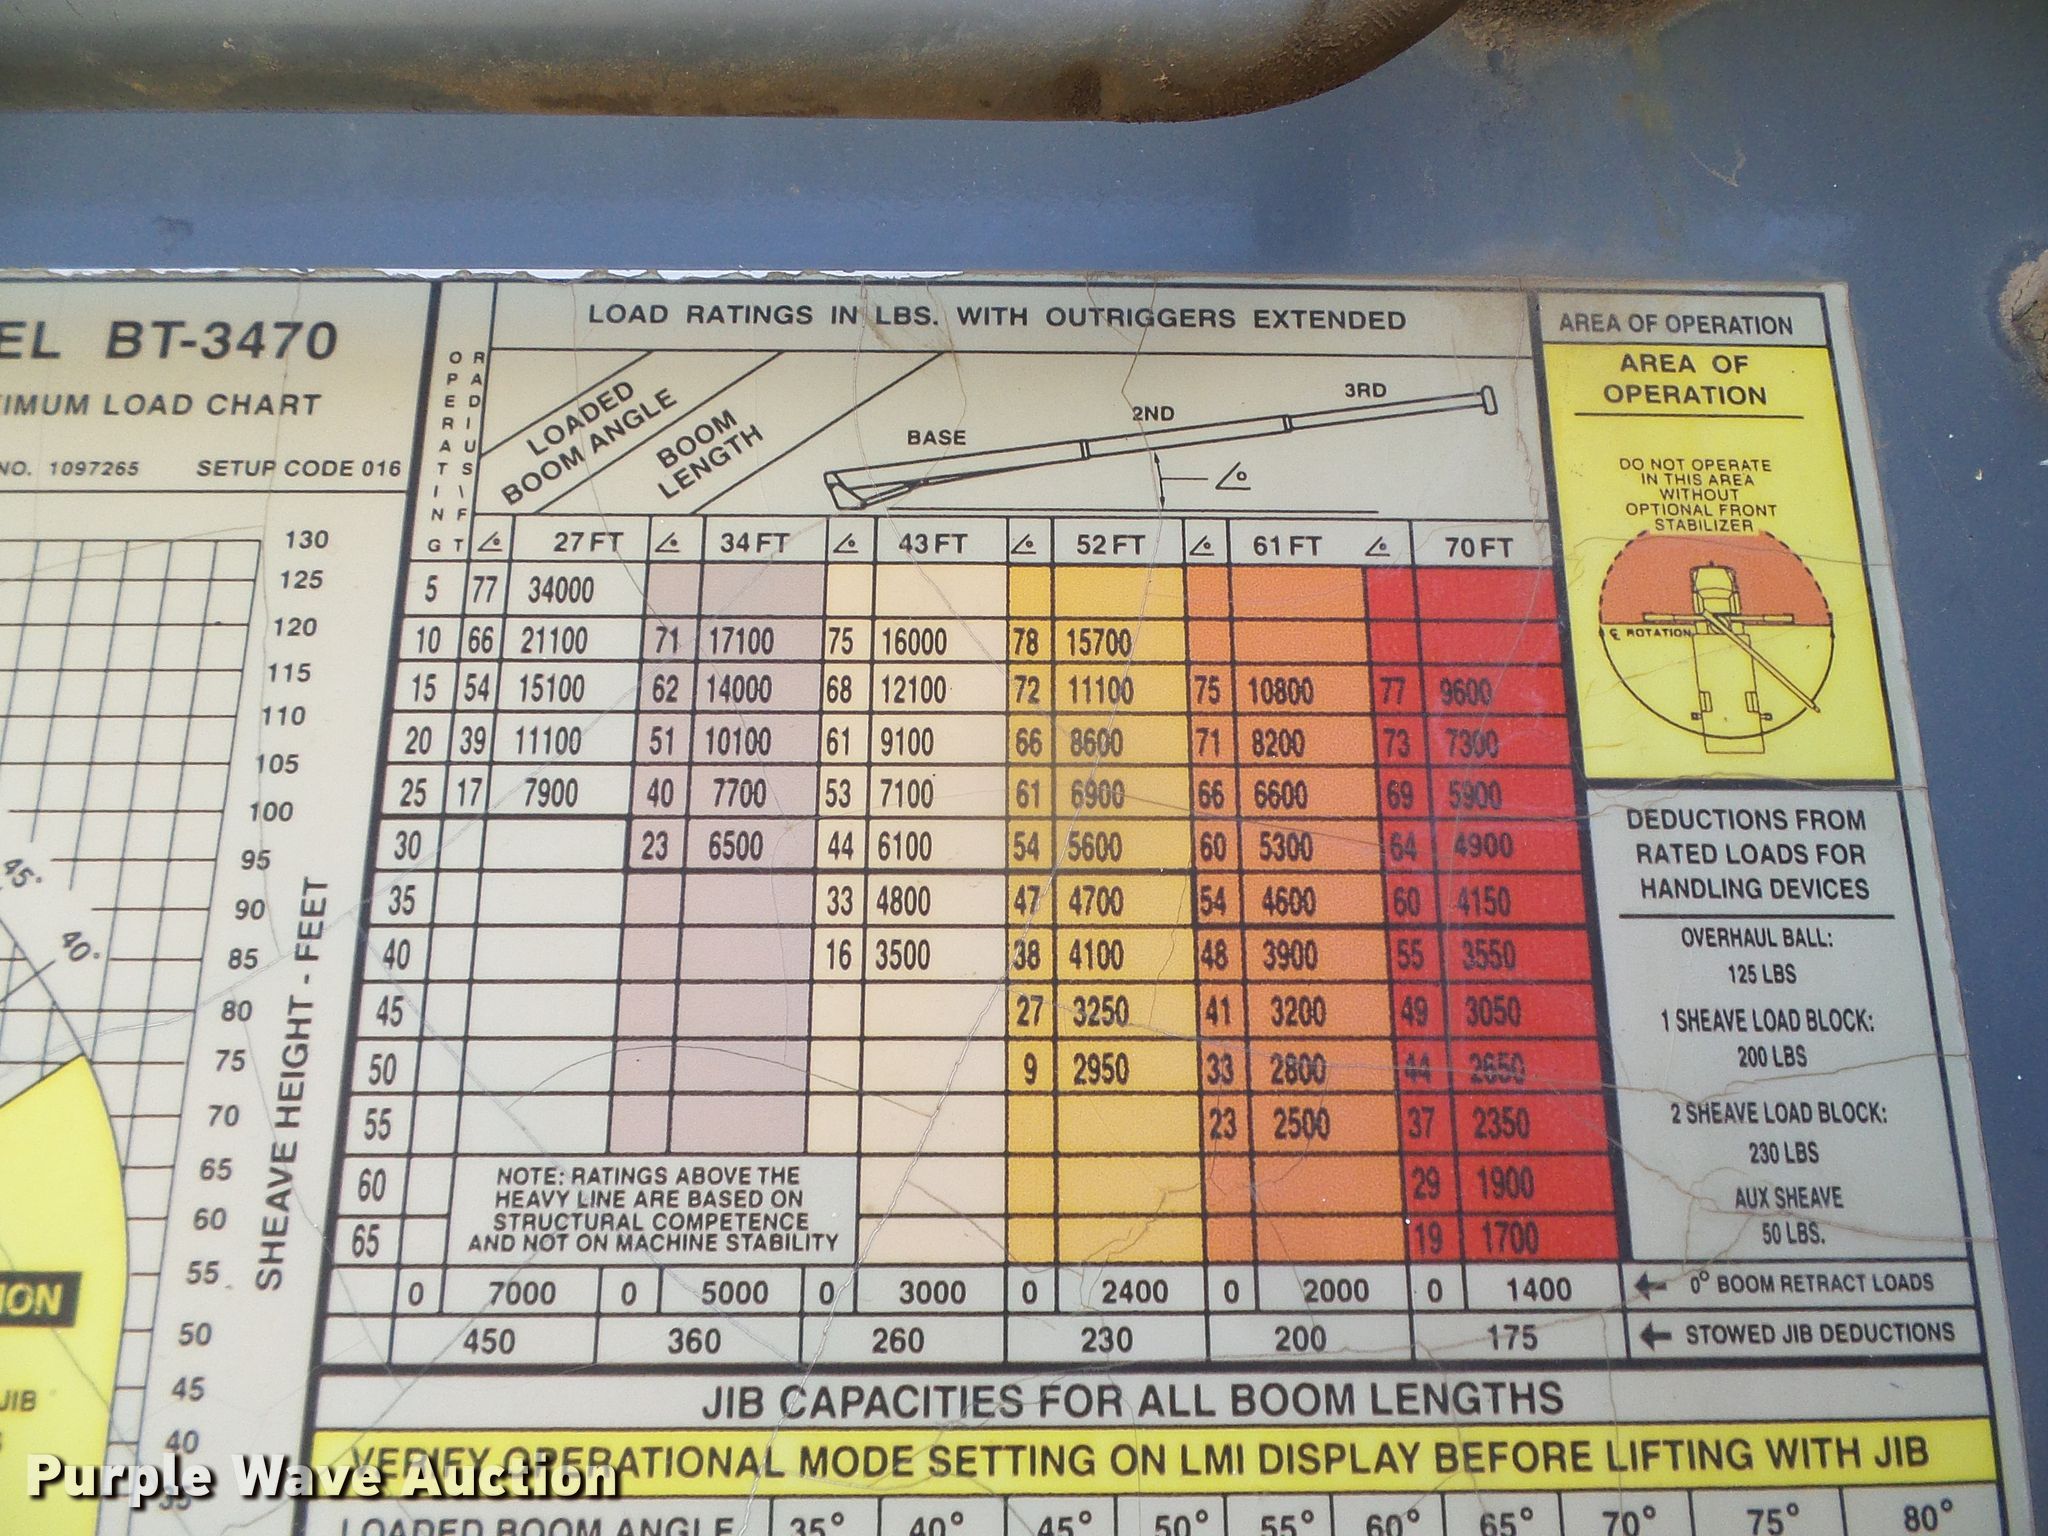 EL BT-3470
IMUM LOAD CHART
NO. 1097265 SETUP CODE 016
130
125
120
115
110
105
100
95
90
85
80
75
70
65
60
55
50
45
40
35
SHEAVE HEIGHT - FEET
45°
40°
ION
JIB
OPERATING
RADIUS IFT
LOAD RATINGS IN LBS. WITH OUTRIGGERS EXTENDED
LOADED
BOOM ANGLE
BOOM
LENGTH
BASE 2ND 3RD
27 FT 34 FT 43 FT 52 FT 61 FT 70 FT
5 77 34000
10 66 21100 71 17100 75 16000 78 15700
15 54 15100 62 14000 68 12100 72 11100 75 10800 77 9600
20 39 11100 51 10100 61 9100 66 8600 71 8200 73 7300
25 17 7900 40 7700 53 7100 61 6900 66 6600 69 5900
30 23 6500 44 6100 54 5600 60 5300 64 4900
35 33 4800 47 4700 54 4600 60 4150
40 16 3500 38 4100 48 3900 55 3550
45 27 3250 41 3200 49 3050
50 9 2950 33 2800 44 2650
55 23 2500 37 2350
60 29 1900
65 19 1700
NOTE: RATINGS ABOVE THE
HEAVY LINE ARE BASED ON
STRUCTURAL COMPETENCE
AND NOT ON MACHINE STABILITY
0 7000 0 5000 0 3000 0 2400 0 2000 0 1400 ← 0° BOOM RETRACT LOADS
450 360 260 230 200 175 ← STOWED JIB DEDUCTIONS
AREA OF OPERATION
AREA OF
OPERATION
DO NOT OPERATE
IN THIS AREA
WITHOUT
OPTIONAL FRONT
STABILIZER
℄ ROTATION
DEDUCTIONS FROM
RATED LOADS FOR
HANDLING DEVICES
OVERHAUL BALL:
125 LBS
1 SHEAVE LOAD BLOCK:
200 LBS
2 SHEAVE LOAD BLOCK:
230 LBS
AUX SHEAVE
50 LBS.
JIB CAPACITIES FOR ALL BOOM LENGTHS
VERIFY OPERATIONAL MODE SETTING ON LMI DISPLAY BEFORE LIFTING WITH JIB
LOADED BOOM ANGLE 35° 40° 45° 50° 55° 60° 65° 70° 75° 80°
Purple Wave Auction